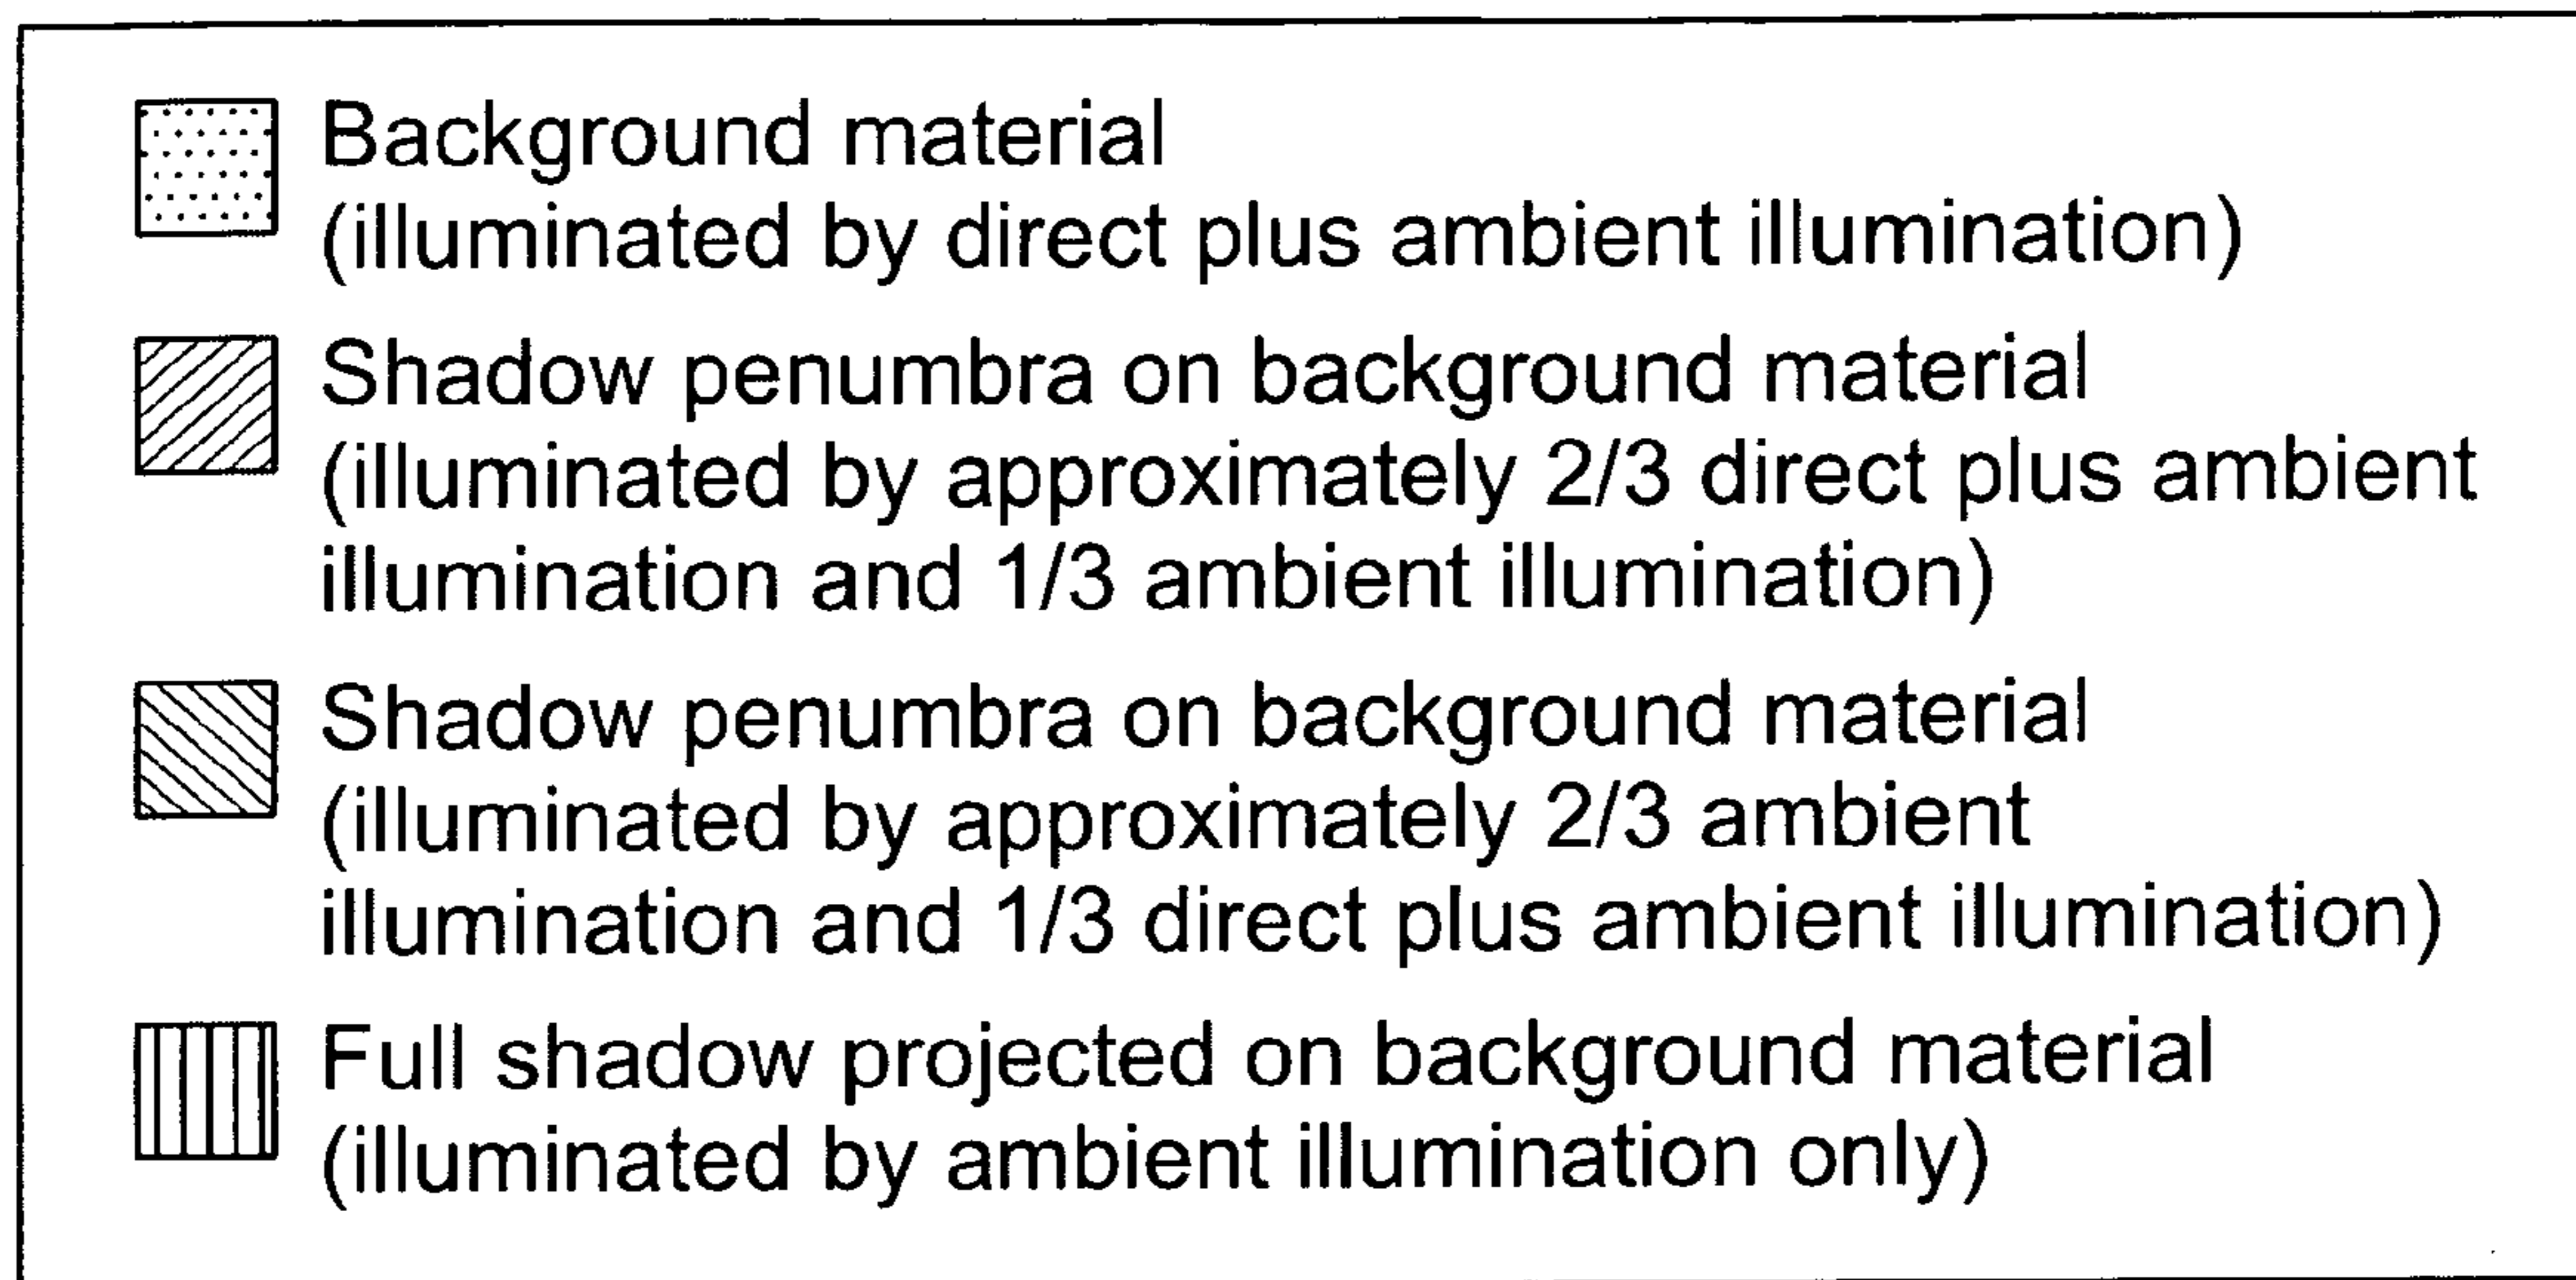 Background material
(illuminated by direct plus ambient illumination)
Shadow penumbra on background material
(illuminated by approximately 2/3 direct plus ambient
illumination and 1/3 ambient illumination)
Shadow penumbra on background material
(illuminated by approximately 2/3 ambient
illumination and 1/3 direct plus ambient illumination)
Full shadow projected on background material
(illuminated by ambient illumination only)